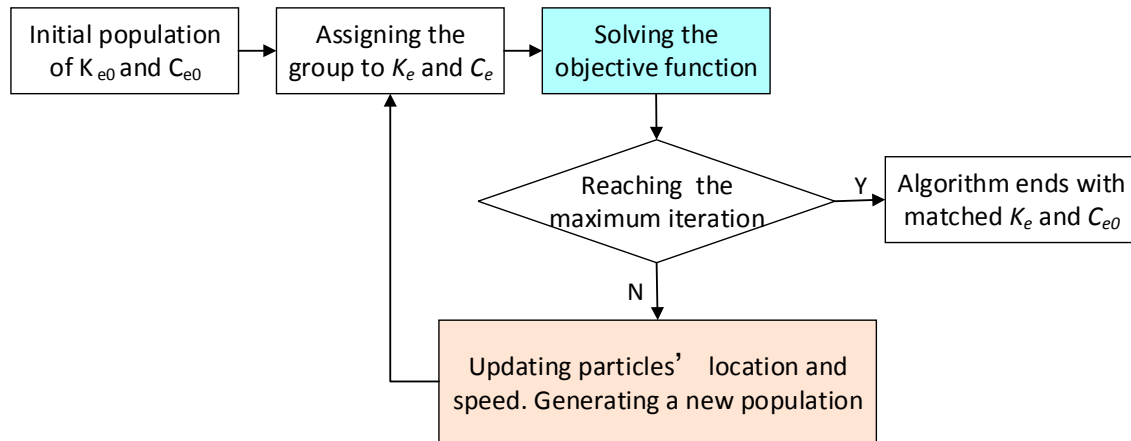 Initial population
of K e0 and Ce0
Assigning the
group to Ke and Ce
Solving the
objective function
Reaching the
maximum iteration
Y
Algorithm ends with
matched Ke and Ce0
N
Updating particles’ location and
speed. Generating a new population